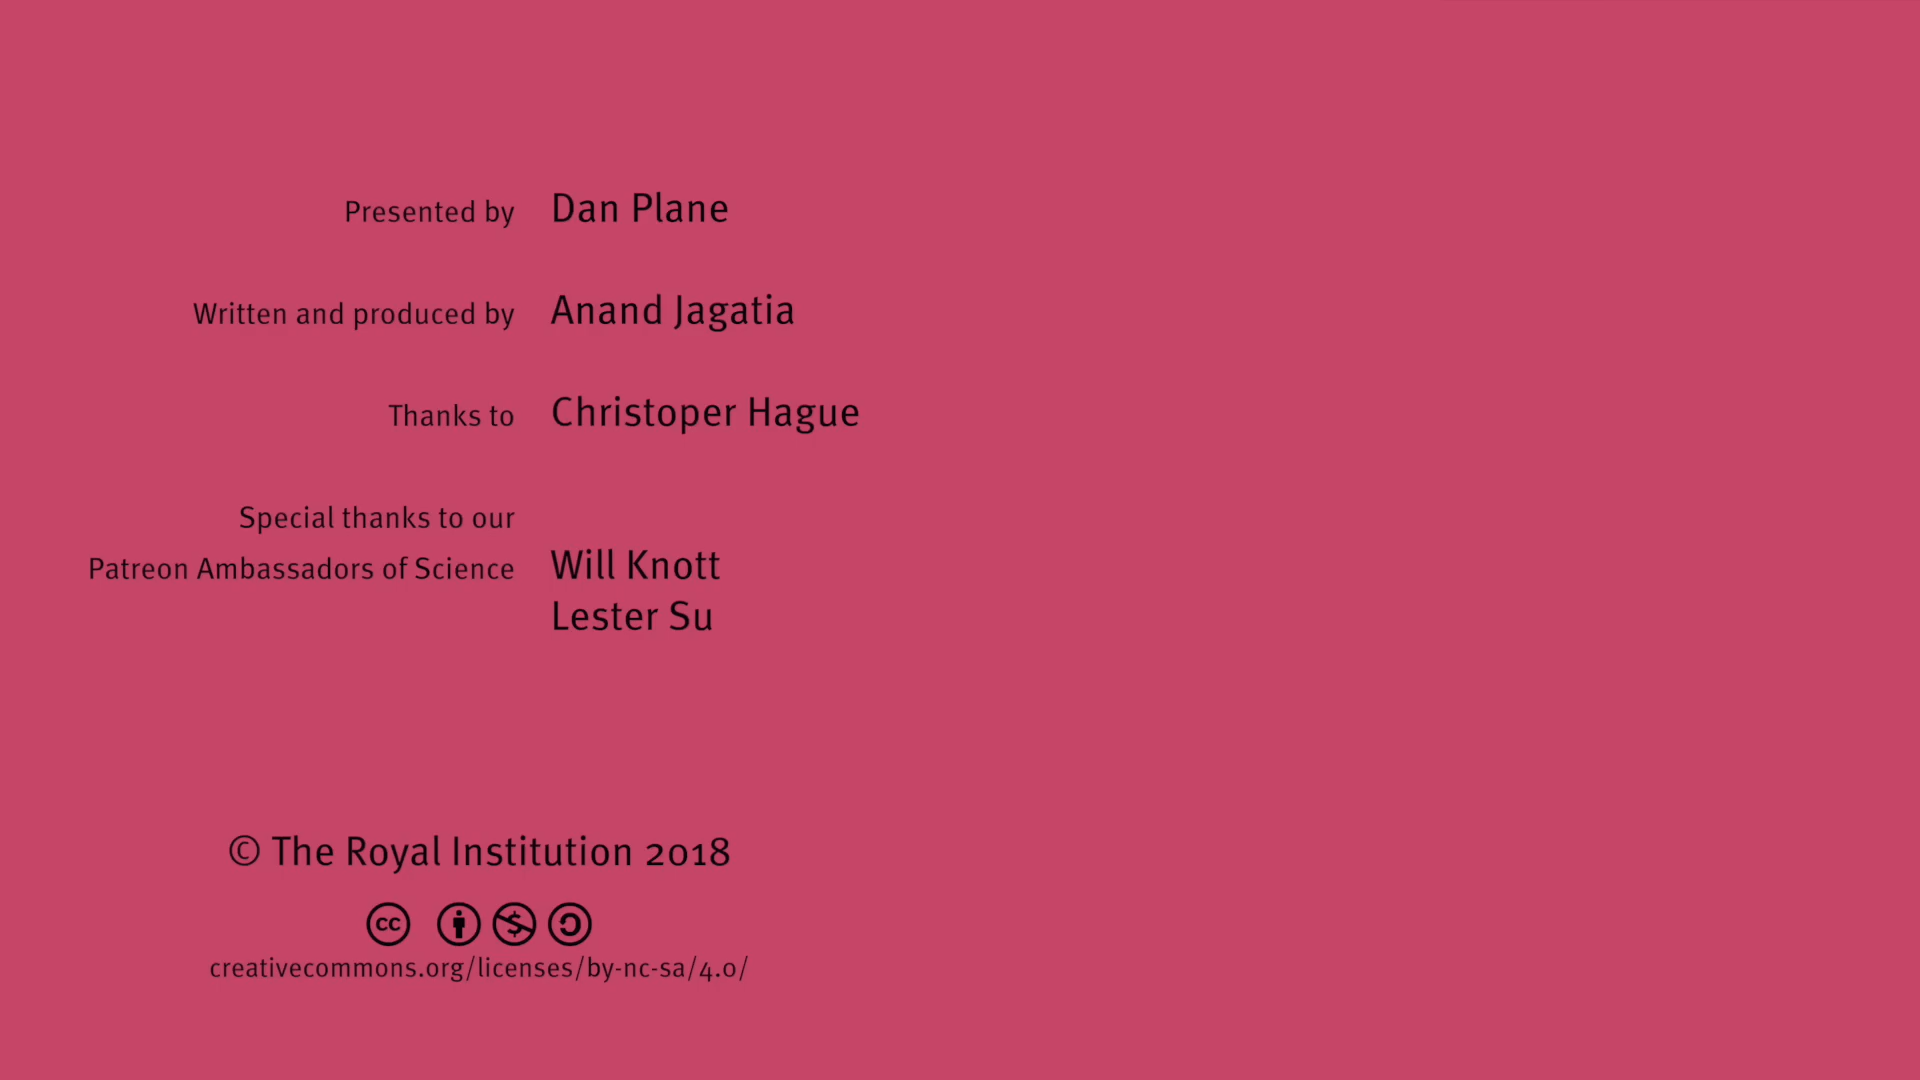 Presented by Dan Plane
Written and produced by Anand Jagatia
Thanks to Christoper Hague
Special thanks to our
Patreon Ambassadors of Science Will Knott
Lester Su
© The Royal Institution 2018
cc
creativecommons.org/licenses/by-nc-sa/4.0/